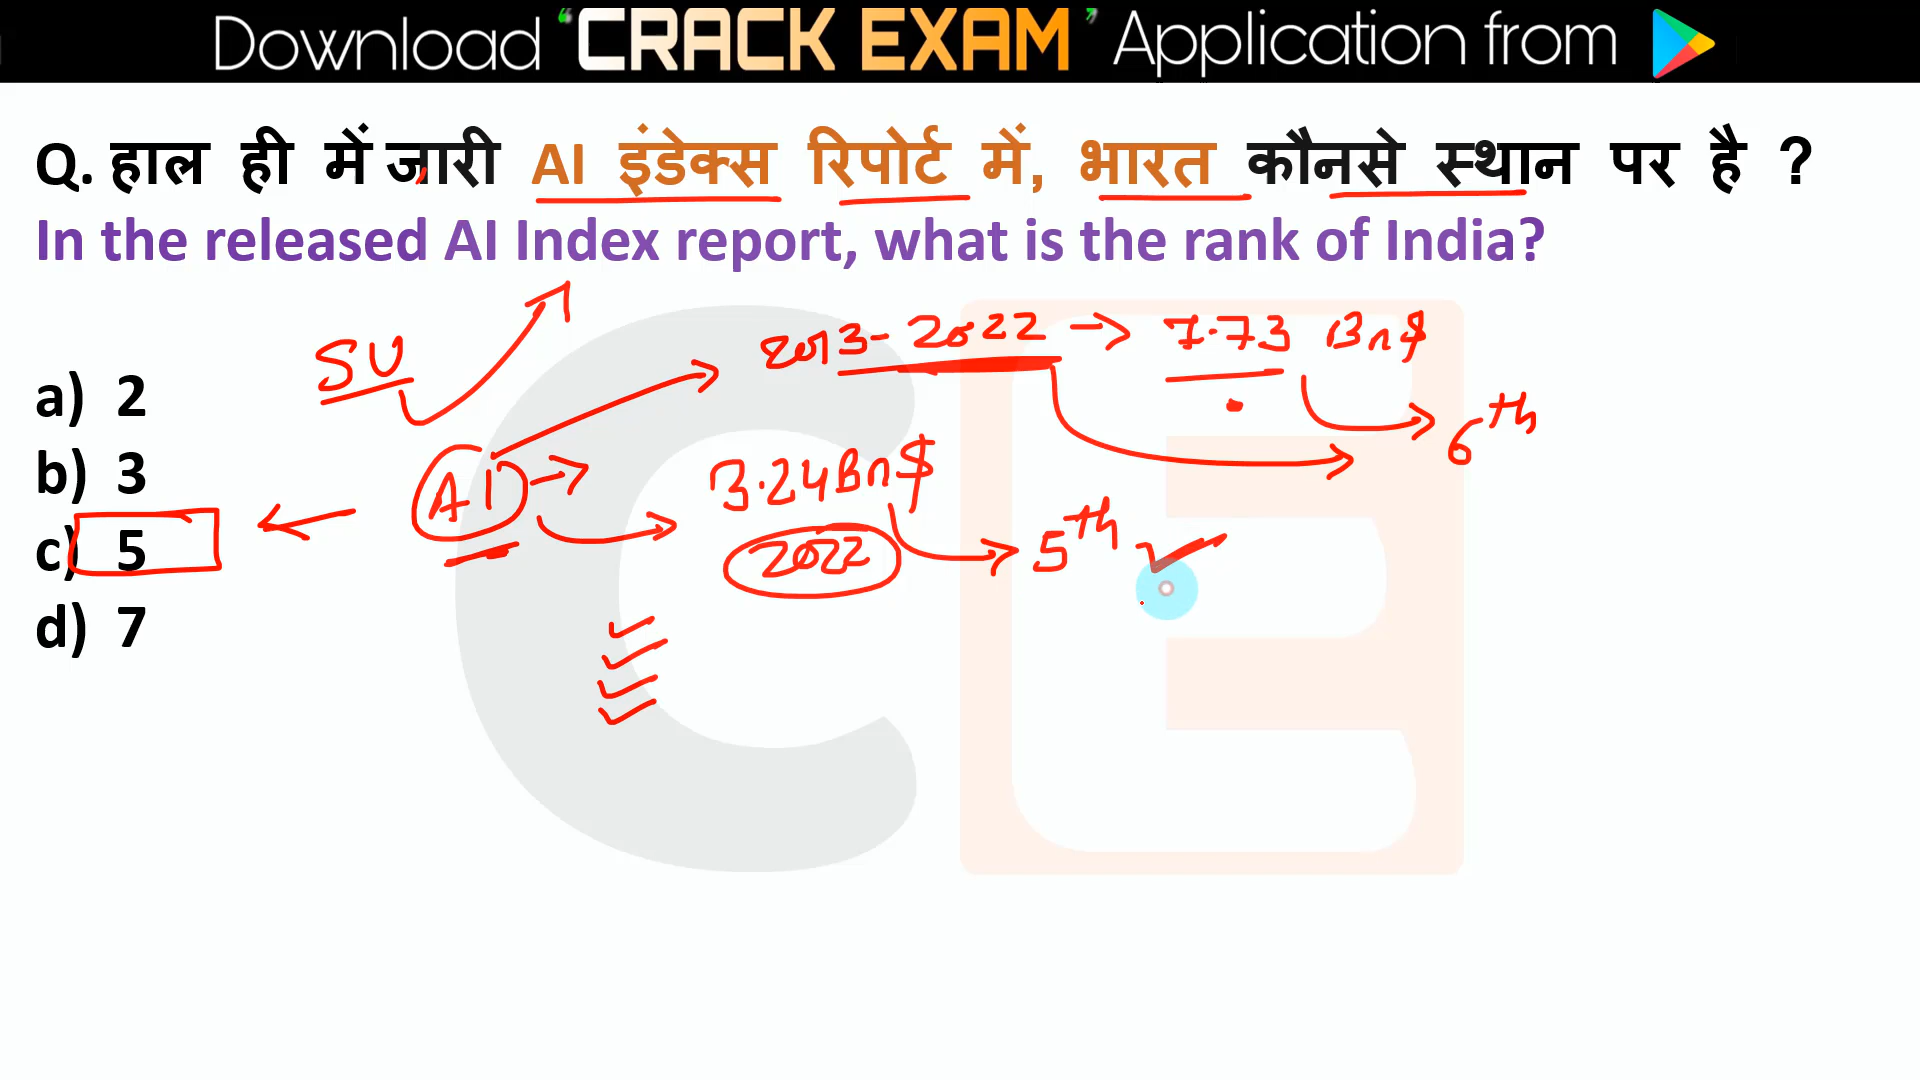 Download ‘CRACK EXAM’ Application from
Q. हाल ही में जारी AI इंडेक्स रिपोर्ट में, भारत कौनसे स्थान पर है ?
In the released AI Index report, what is the rank of India?
SU
2013-2022 → 7.73 Bn$
6th
a) 2
b) 3
AI → 3.24Bn$
2022
5th
c) 5
d) 7
CE